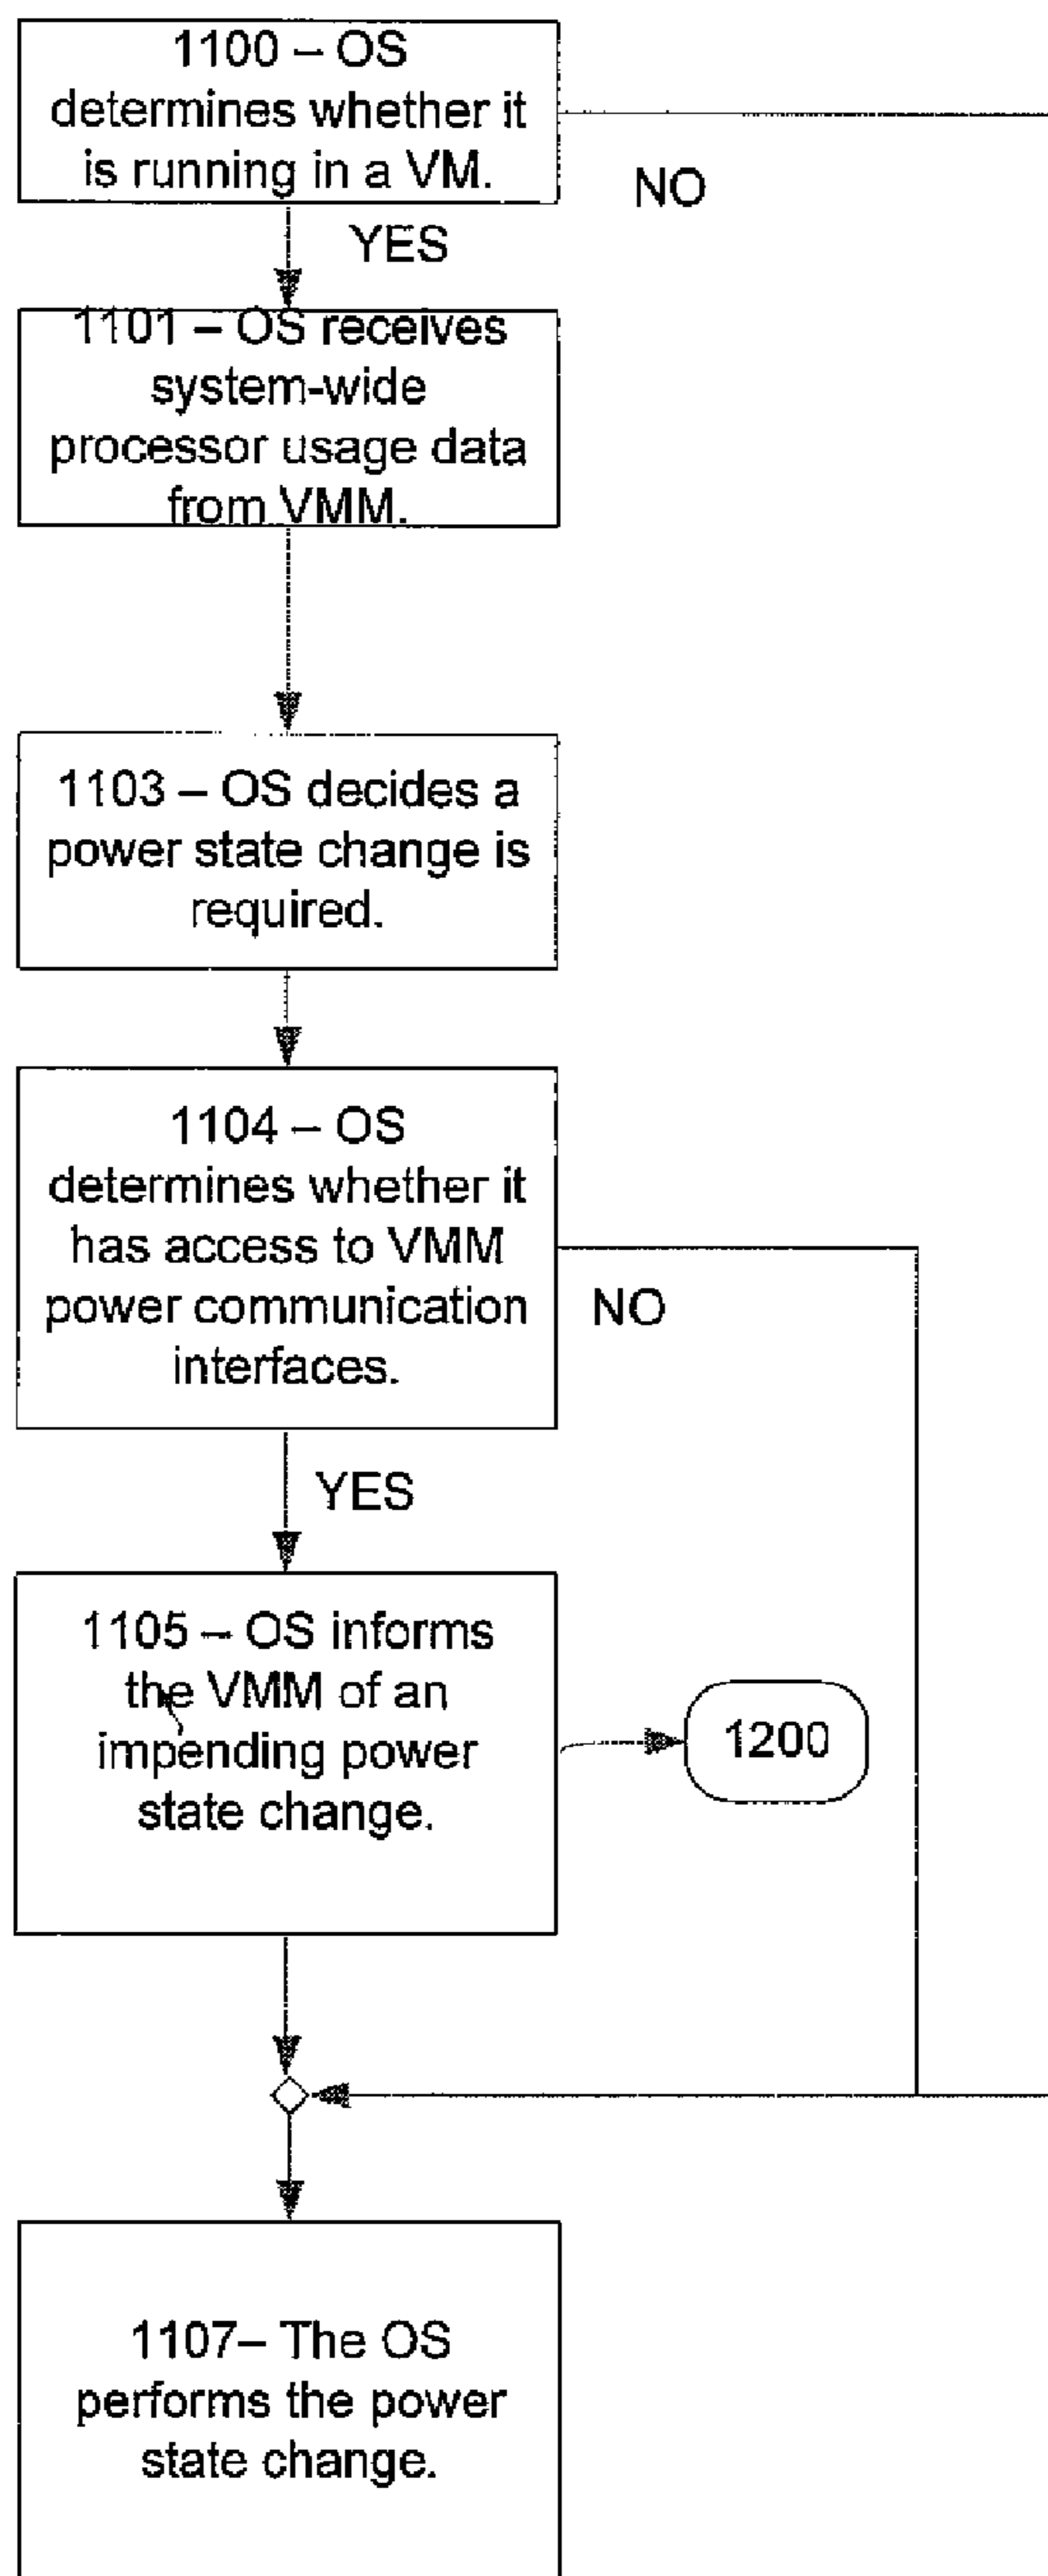 1100 – OS
determines whether it
is running in a VM.
NO
YES
1101 – OS receives
system-wide
processor usage data
from VMM.
1103 – OS decides a
power state change is
required.
1104 – OS
determines whether it
has access to VMM
power communication
interfaces.
NO
YES
1105 – OS informs
the VMM of an
impending power
state change.
1200
1107– The OS
performs the power
state change.